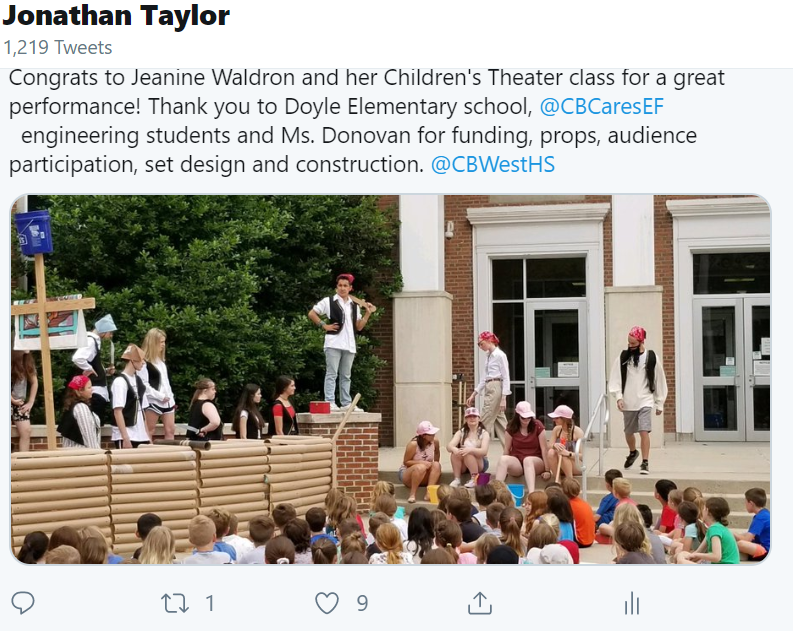 Jonathan Taylor
1,219 Tweets
Congrats to Jeanine Waldron and her Children's Theater class for a great
performance! Thank you to Doyle Elementary school, @CBCaresEF
engineering students and Ms. Donovan for funding, props, audience
participation, set design and construction. @CBWestHS
1
9